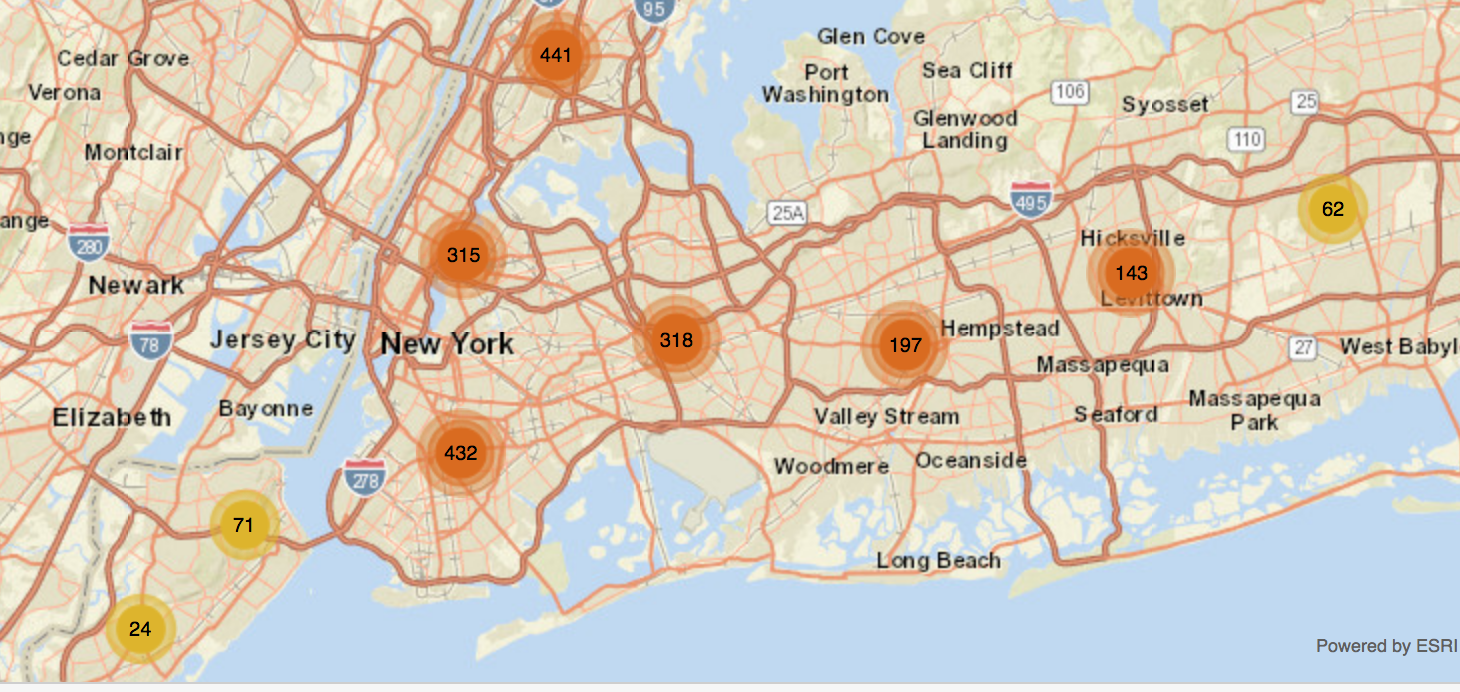 95
441
Glen Cove
Cedar Grove
Sea Cliff
Port
Washington
Verona
106
Syosset
25
Glenwood
Landing
110
Montclair
495
62
25A
ange
280
315
Hicksville
143
Newark
Levittown
Hempstead
78
Jersey City
New York
318
197
27
West Babyl
Massapequa
Elizabeth
Bayonne
Valley Stream
Seaford
Massapequa
Park
432
Woodmere
Oceanside
278
71
Long Beach
24
Powered by ESRI